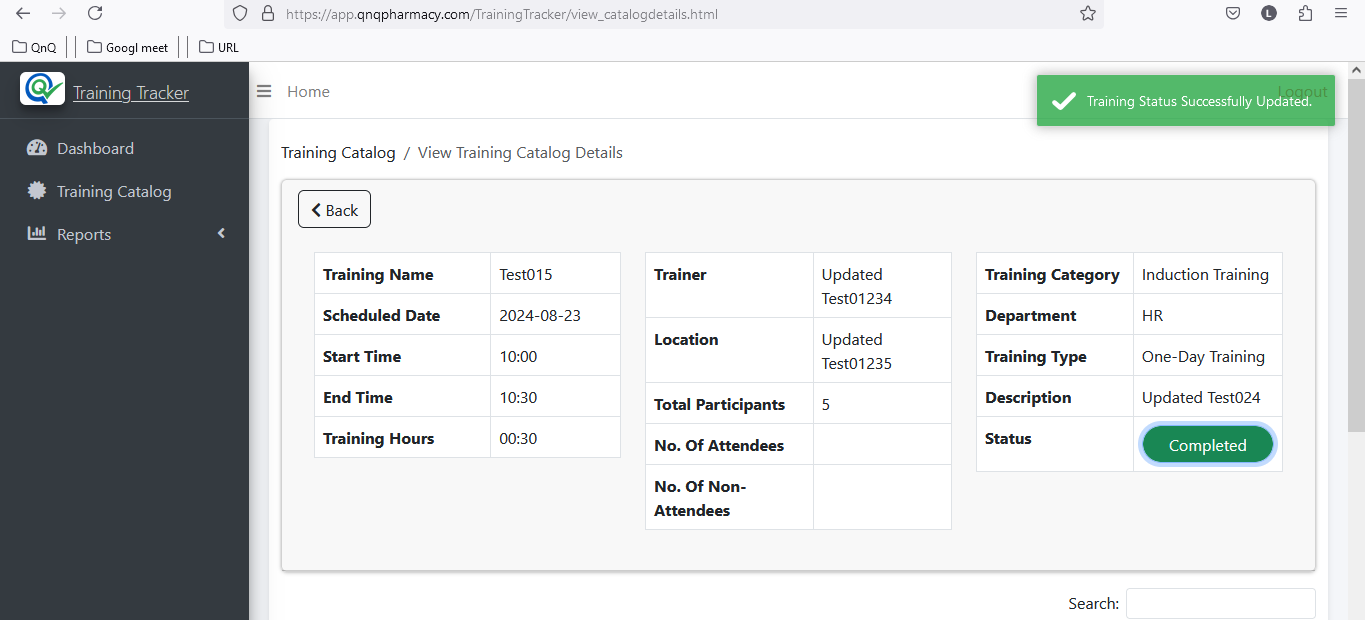 https://app.qnqpharmacy.com/TrainingTracker/view_catalogdetails.html
L
QnQ
Googl meet
URL
Training Tracker
Home
Logout
Training Status Successfully Updated.
Dashboard
Training Catalog
Reports
Training Catalog / View Training Catalog Details
Back
Training Name Test015
Scheduled Date 2024-08-23
Start Time 10:00
End Time 10:30
Training Hours 00:30
Trainer Updated
Test01234
Location Updated
Test01235
Total Participants 5
No. Of Attendees
No. Of Non-
Attendees
Training Category Induction Training
Department HR
Training Type One-Day Training
Description Updated Test024
Status Completed
Search: